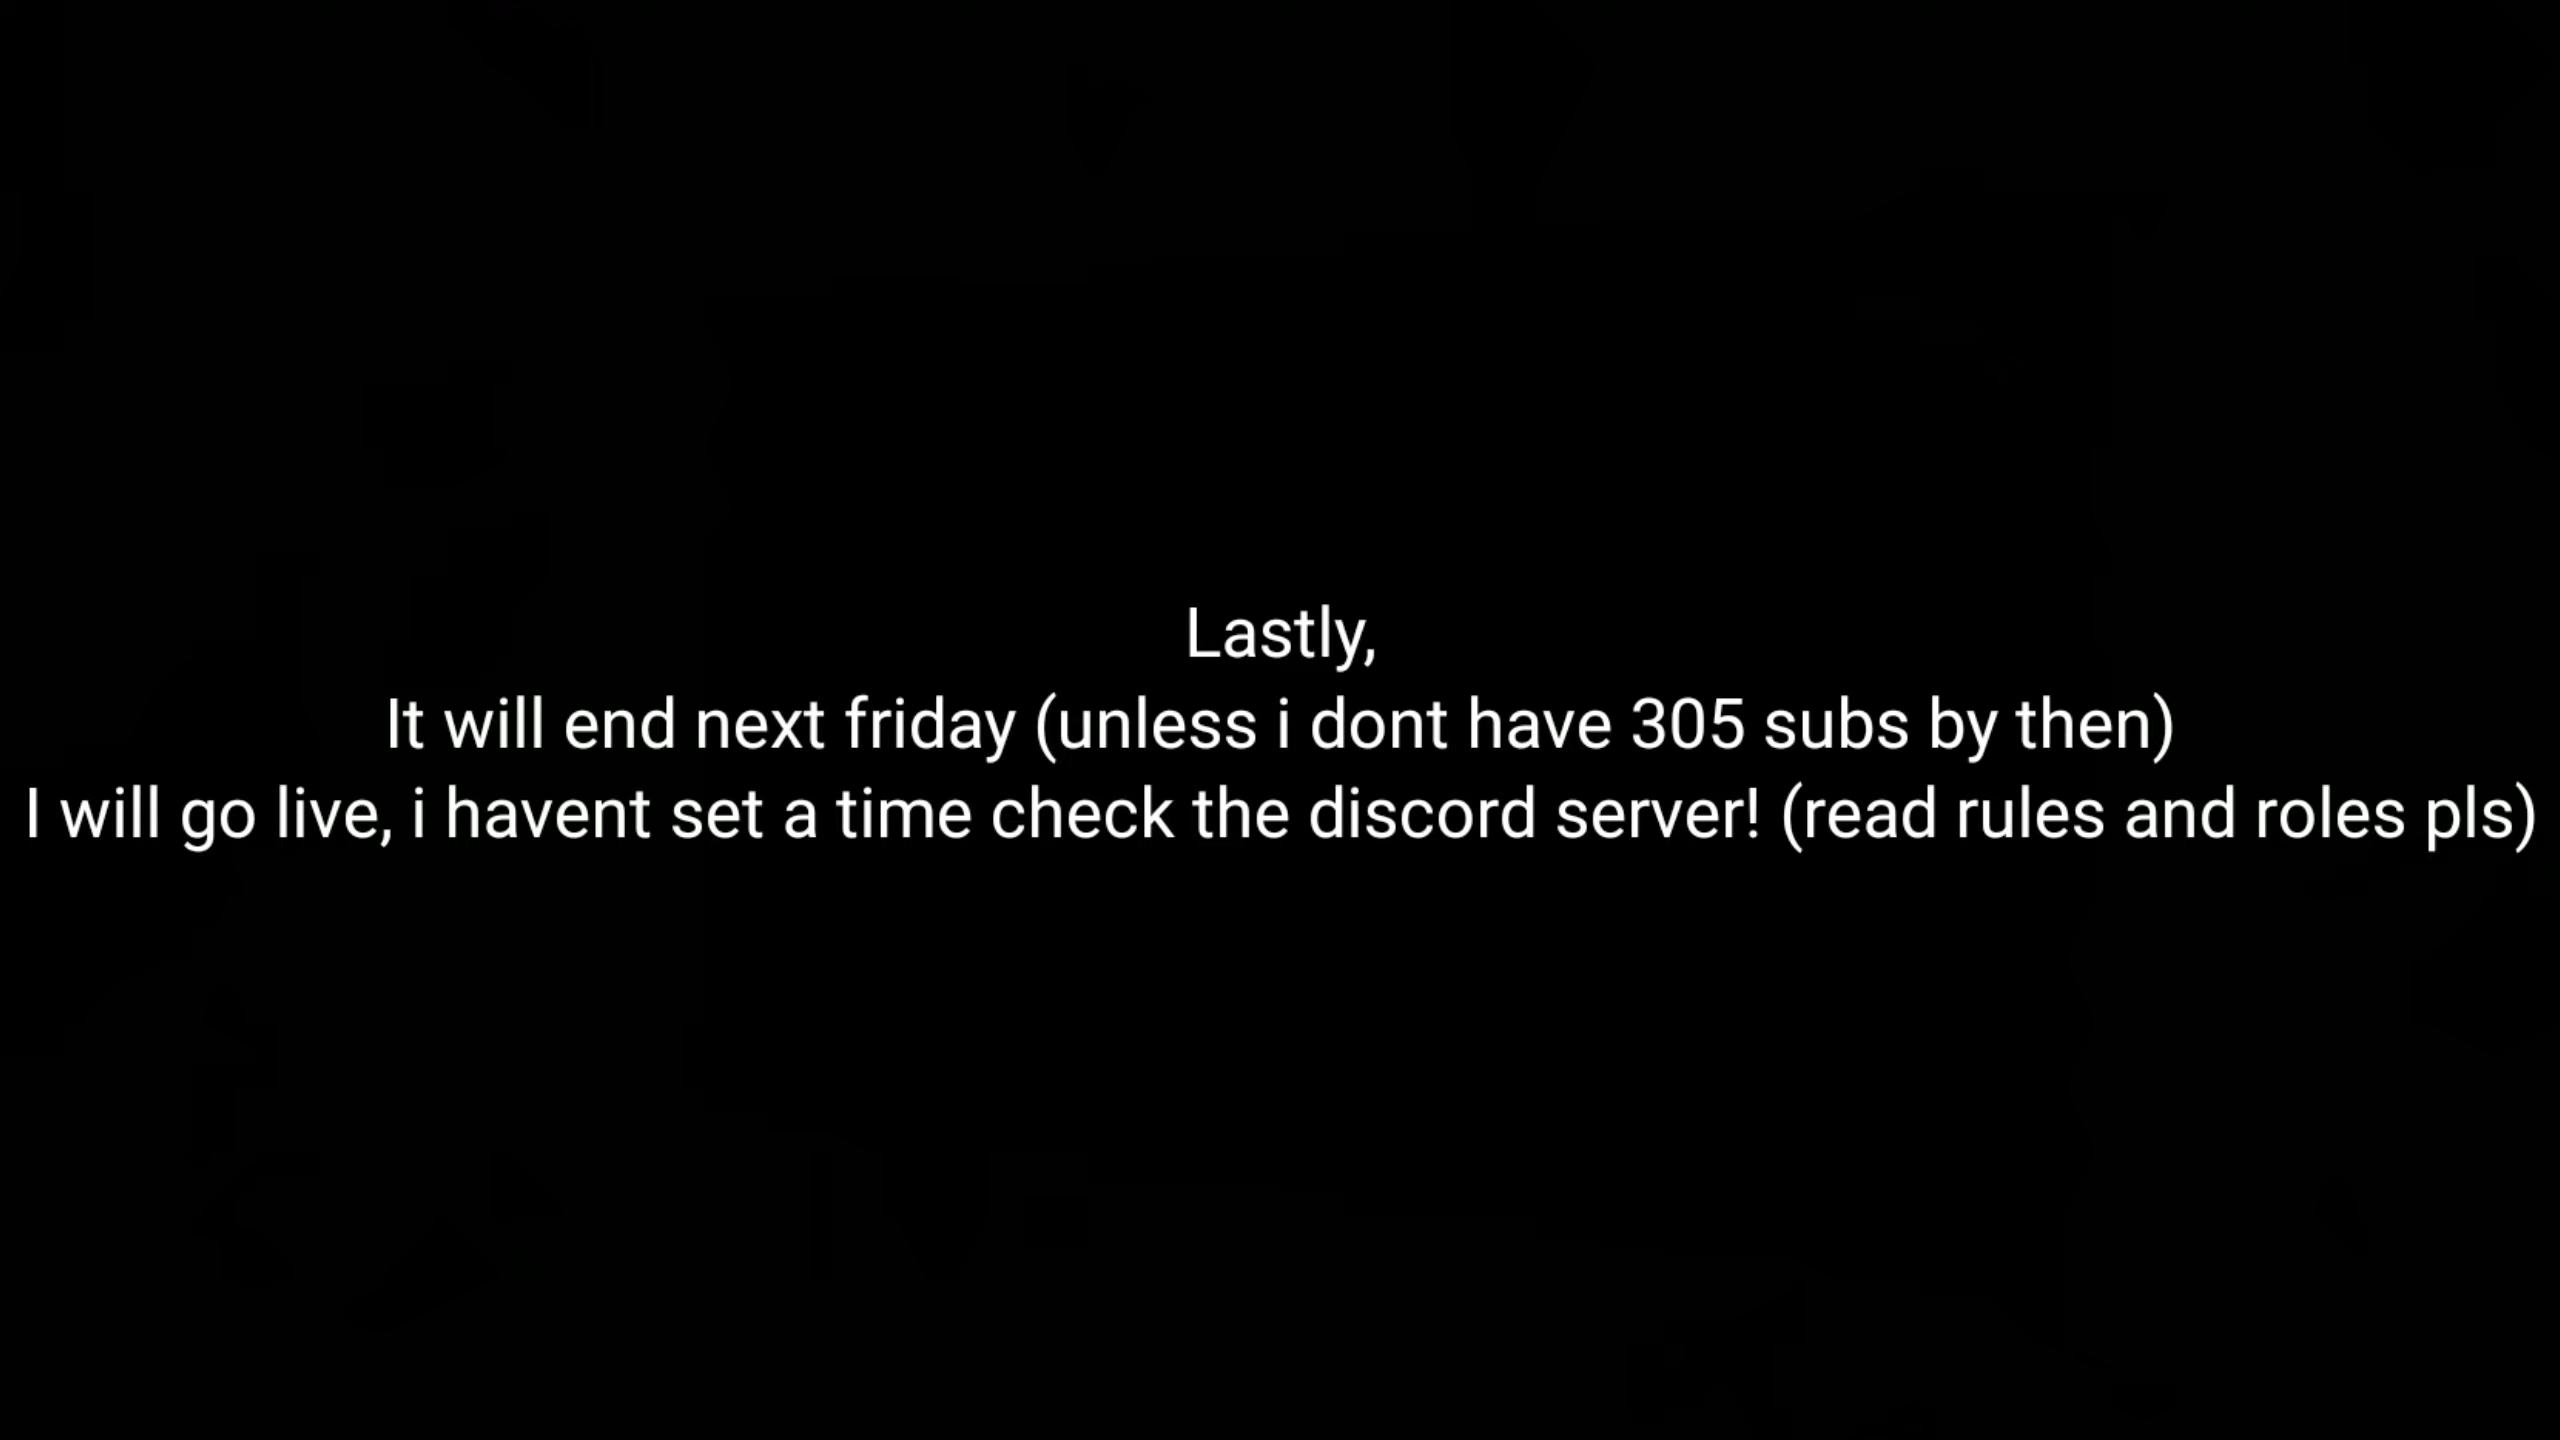 Lastly,
It will end next friday (unless i dont have 305 subs by then)
I will go live, i havent set a time check the discord server! (read rules and roles pls)